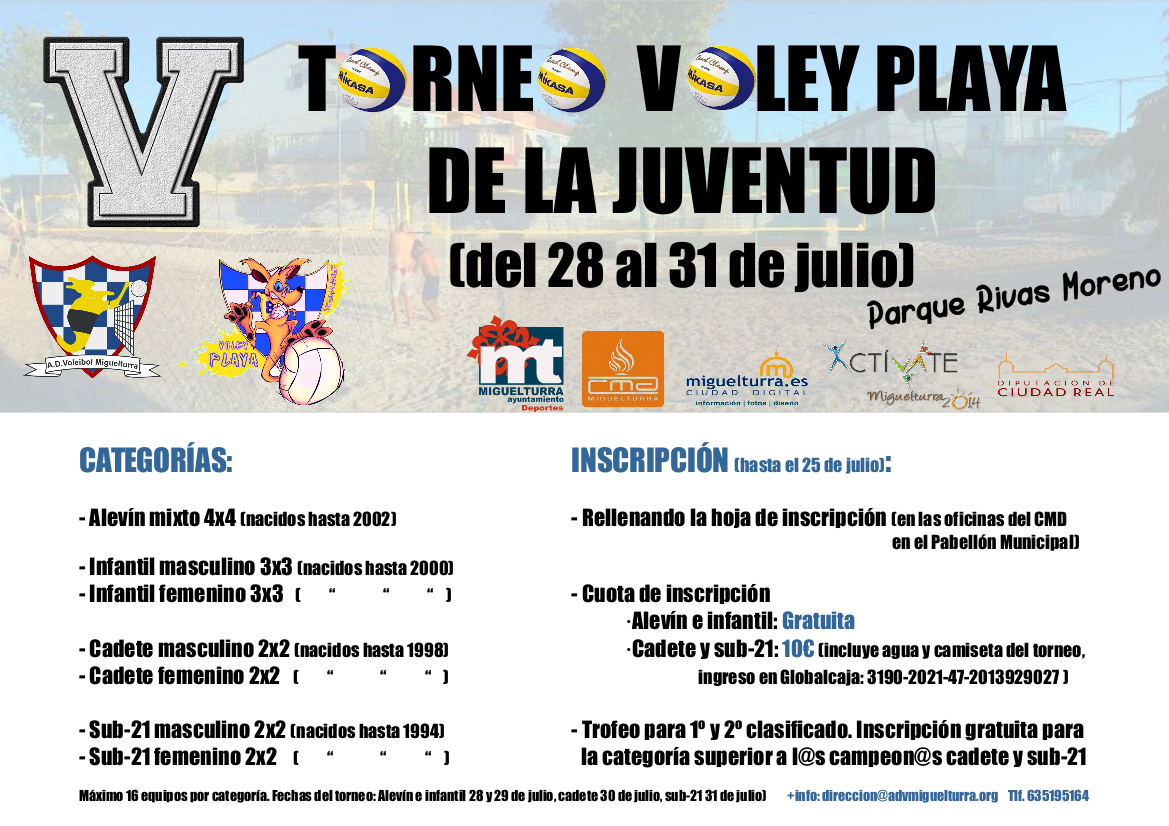 V
TORNEO VOLEY PLAYA
DE LA JUVENTUD
(del 28 al 31 de julio)
Parque Rivas Moreno
A.D.Voleibol Miguelturra
VOLEY
PLAYA
mt
MIGUELTURRA
ayuntamiento
Deportes
cmd
MIGUELTURRA
miguelturra.es
CIUDAD DIGITAL
información | fotos | diseño
ACTÍVATE
Miguelturra 2014
DIPUTACIÓN DE
CIUDAD REAL
MIKASA
MIKASA
MIKASA
CATEGORÍAS:
- Alevín mixto 4x4 (nacidos hasta 2002)
- Infantil masculino 3x3 (nacidos hasta 2000)
- Infantil femenino 3x3 ( “ “ “ )
- Cadete masculino 2x2 (nacidos hasta 1998)
- Cadete femenino 2x2 ( “ “ “ )
- Sub-21 masculino 2x2 (nacidos hasta 1994)
- Sub-21 femenino 2x2 ( “ “ “ )
INSCRIPCIÓN (hasta el 25 de julio):
- Rellenando la hoja de inscripción (en las oficinas del CMD
en el Pabellón Municipal)
- Cuota de inscripción
·Alevín e infantil: Gratuita
·Cadete y sub-21: 10€ (incluye agua y camiseta del torneo,
ingreso en Globalcaja: 3190-2021-47-2013929027 )
- Trofeo para 1º y 2º clasificado. Inscripción gratuita para
la categoría superior a l@s campeon@s cadete y sub-21
Máximo 16 equipos por categoría. Fechas del torneo: Alevín e infantil 28 y 29 de julio, cadete 30 de julio, sub-21 31 de julio) +info: direccion@advmiguelturra.org Tlf. 635195164